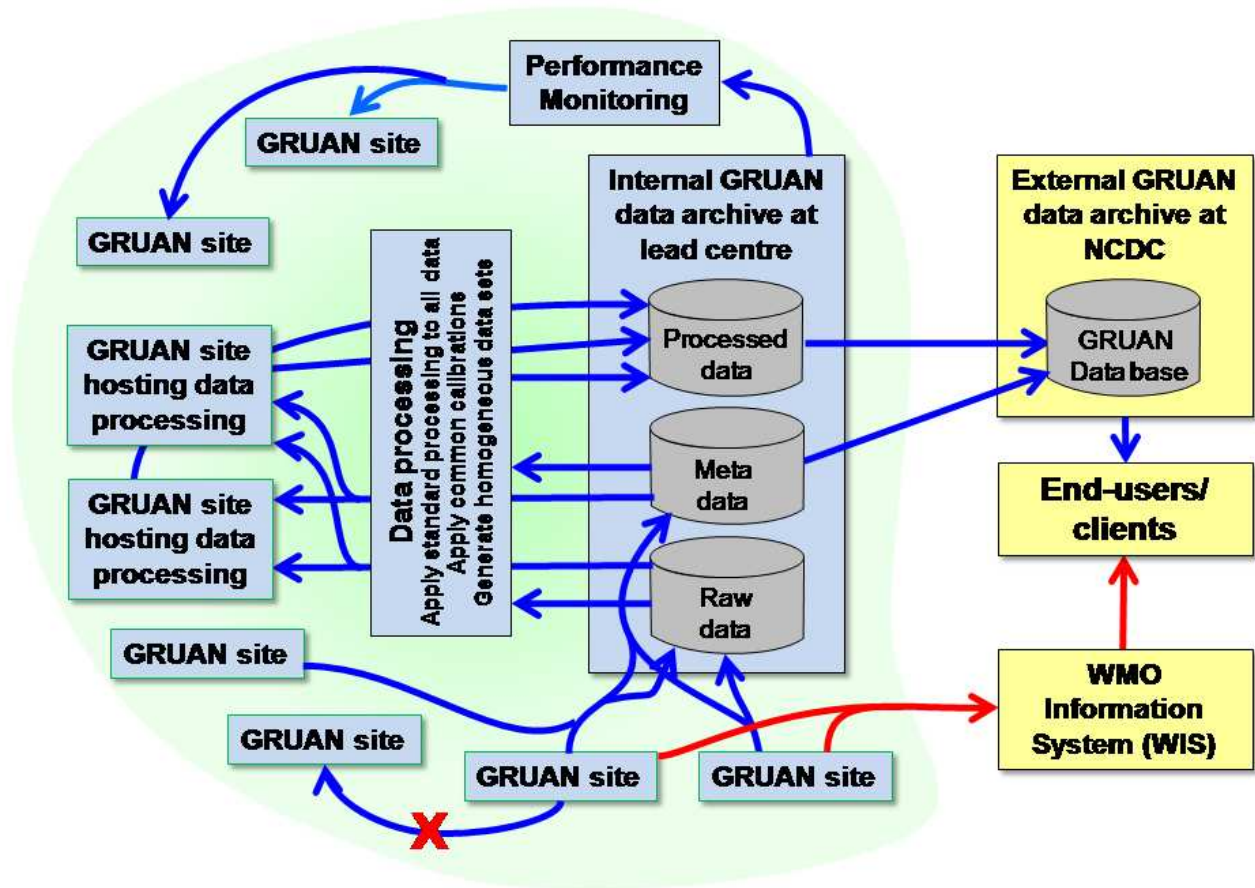 Performance
Monitoring
GRUAN site
GRUAN site
Internal GRUAN
data archive at
lead centre
External GRUAN
data archive at
NCDC
Data processing
Apply standard processing to all data
Apply common calibrations
Generate homogeneous data sets
GRUAN site
hosting data
processing
Processed
data
GRUAN
Database
Meta
data
GRUAN site
hosting data
processing
End-users/
clients
Raw
data
GRUAN site
WMO
Information
System (WIS)
GRUAN site
GRUAN site
GRUAN site
X